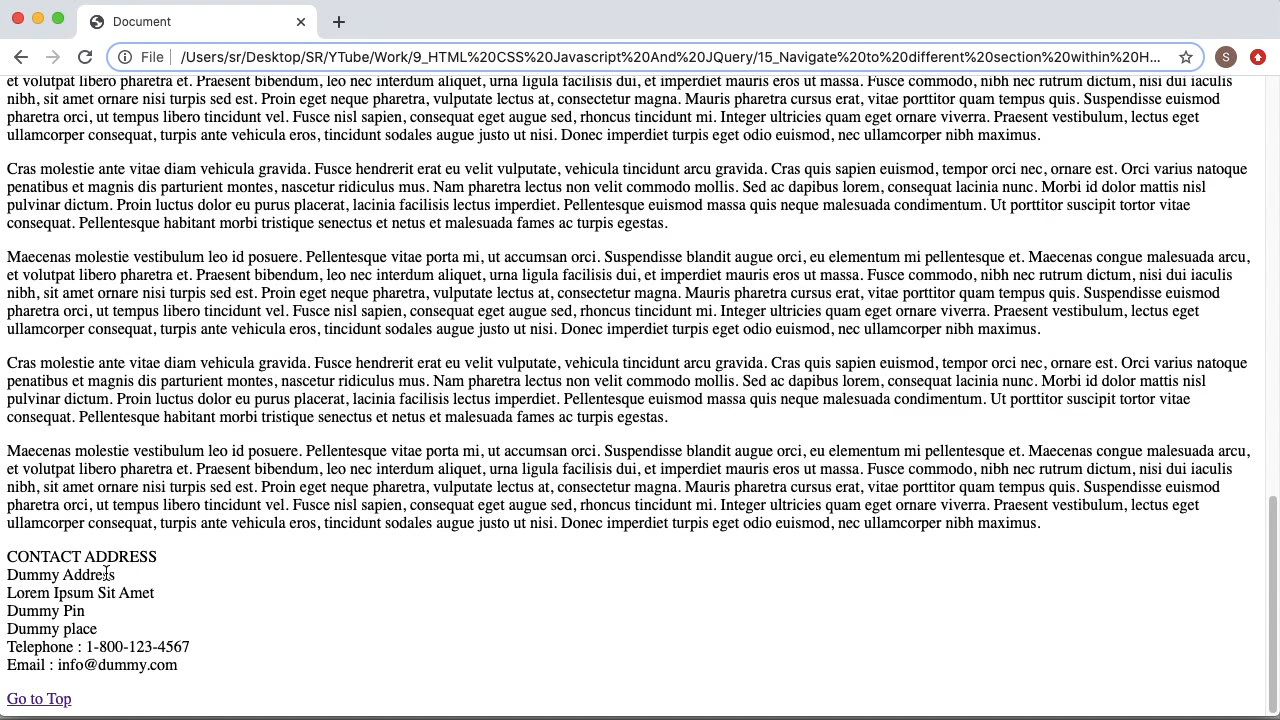 Document
File
/Users/sr/Desktop/SR/YTube/Work/9_HTML%20CSS%20Javascript%20And%20JQuery/15_Navigate%20to%20different%20section%20within%20H...
S
et volutpat libero pharetra et. Praesent bibendum, leo nec interdum aliquet, urna ligula facilisis dui, et imperdiet mauris eros ut massa. Fusce commodo, nibh nec rutrum dictum, nisi dui iaculis
nibh, sit amet ornare nisi turpis sed est. Proin eget neque pharetra, vulputate lectus at, consectetur magna. Mauris pharetra cursus erat, vitae porttitor quam tempus quis. Suspendisse euismod
pharetra orci, ut tempus libero tincidunt vel. Fusce nisl sapien, consequat eget augue sed, rhoncus tincidunt mi. Integer ultricies quam eget ornare viverra. Praesent vestibulum, lectus eget
ullamcorper consequat, turpis ante vehicula eros, tincidunt sodales augue justo ut nisi. Donec imperdiet turpis eget odio euismod, nec ullamcorper nibh maximus.
Cras molestie ante vitae diam vehicula gravida. Fusce hendrerit erat eu velit vulputate, vehicula tincidunt arcu gravida. Cras quis sapien euismod, tempor orci nec, ornare est. Orci varius natoque
penatibus et magnis dis parturient montes, nascetur ridiculus mus. Nam pharetra lectus non velit commodo mollis. Sed ac dapibus lorem, consequat lacinia nunc. Morbi id dolor mattis nisl
pulvinar dictum. Proin luctus dolor eu purus placerat, lacinia facilisis lectus imperdiet. Pellentesque euismod massa quis neque malesuada condimentum. Ut porttitor suscipit tortor vitae
consequat. Pellentesque habitant morbi tristique senectus et netus et malesuada fames ac turpis egestas.
Maecenas molestie vestibulum leo id posuere. Pellentesque vitae porta mi, ut accumsan orci. Suspendisse blandit augue orci, eu elementum mi pellentesque et. Maecenas congue malesuada arcu,
et volutpat libero pharetra et. Praesent bibendum, leo nec interdum aliquet, urna ligula facilisis dui, et imperdiet mauris eros ut massa. Fusce commodo, nibh nec rutrum dictum, nisi dui iaculis
nibh, sit amet ornare nisi turpis sed est. Proin eget neque pharetra, vulputate lectus at, consectetur magna. Mauris pharetra cursus erat, vitae porttitor quam tempus quis. Suspendisse euismod
pharetra orci, ut tempus libero tincidunt vel. Fusce nisl sapien, consequat eget augue sed, rhoncus tincidunt mi. Integer ultricies quam eget ornare viverra. Praesent vestibulum, lectus eget
ullamcorper consequat, turpis ante vehicula eros, tincidunt sodales augue justo ut nisi. Donec imperdiet turpis eget odio euismod, nec ullamcorper nibh maximus.
Cras molestie ante vitae diam vehicula gravida. Fusce hendrerit erat eu velit vulputate, vehicula tincidunt arcu gravida. Cras quis sapien euismod, tempor orci nec, ornare est. Orci varius natoque
penatibus et magnis dis parturient montes, nascetur ridiculus mus. Nam pharetra lectus non velit commodo mollis. Sed ac dapibus lorem, consequat lacinia nunc. Morbi id dolor mattis nisl
pulvinar dictum. Proin luctus dolor eu purus placerat, lacinia facilisis lectus imperdiet. Pellentesque euismod massa quis neque malesuada condimentum. Ut porttitor suscipit tortor vitae
consequat. Pellentesque habitant morbi tristique senectus et netus et malesuada fames ac turpis egestas.
Maecenas molestie vestibulum leo id posuere. Pellentesque vitae porta mi, ut accumsan orci. Suspendisse blandit augue orci, eu elementum mi pellentesque et. Maecenas congue malesuada arcu,
et volutpat libero pharetra et. Praesent bibendum, leo nec interdum aliquet, urna ligula facilisis dui, et imperdiet mauris eros ut massa. Fusce commodo, nibh nec rutrum dictum, nisi dui iaculis
nibh, sit amet ornare nisi turpis sed est. Proin eget neque pharetra, vulputate lectus at, consectetur magna. Mauris pharetra cursus erat, vitae porttitor quam tempus quis. Suspendisse euismod
pharetra orci, ut tempus libero tincidunt vel. Fusce nisl sapien, consequat eget augue sed, rhoncus tincidunt mi. Integer ultricies quam eget ornare viverra. Praesent vestibulum, lectus eget
ullamcorper consequat, turpis ante vehicula eros, tincidunt sodales augue justo ut nisi. Donec imperdiet turpis eget odio euismod, nec ullamcorper nibh maximus.
CONTACT ADDRESS
Dummy Address
Lorem Ipsum Sit Amet
Dummy Pin
Dummy place
Telephone : 1-800-123-4567
Email : info@dummy.com
Go to Top